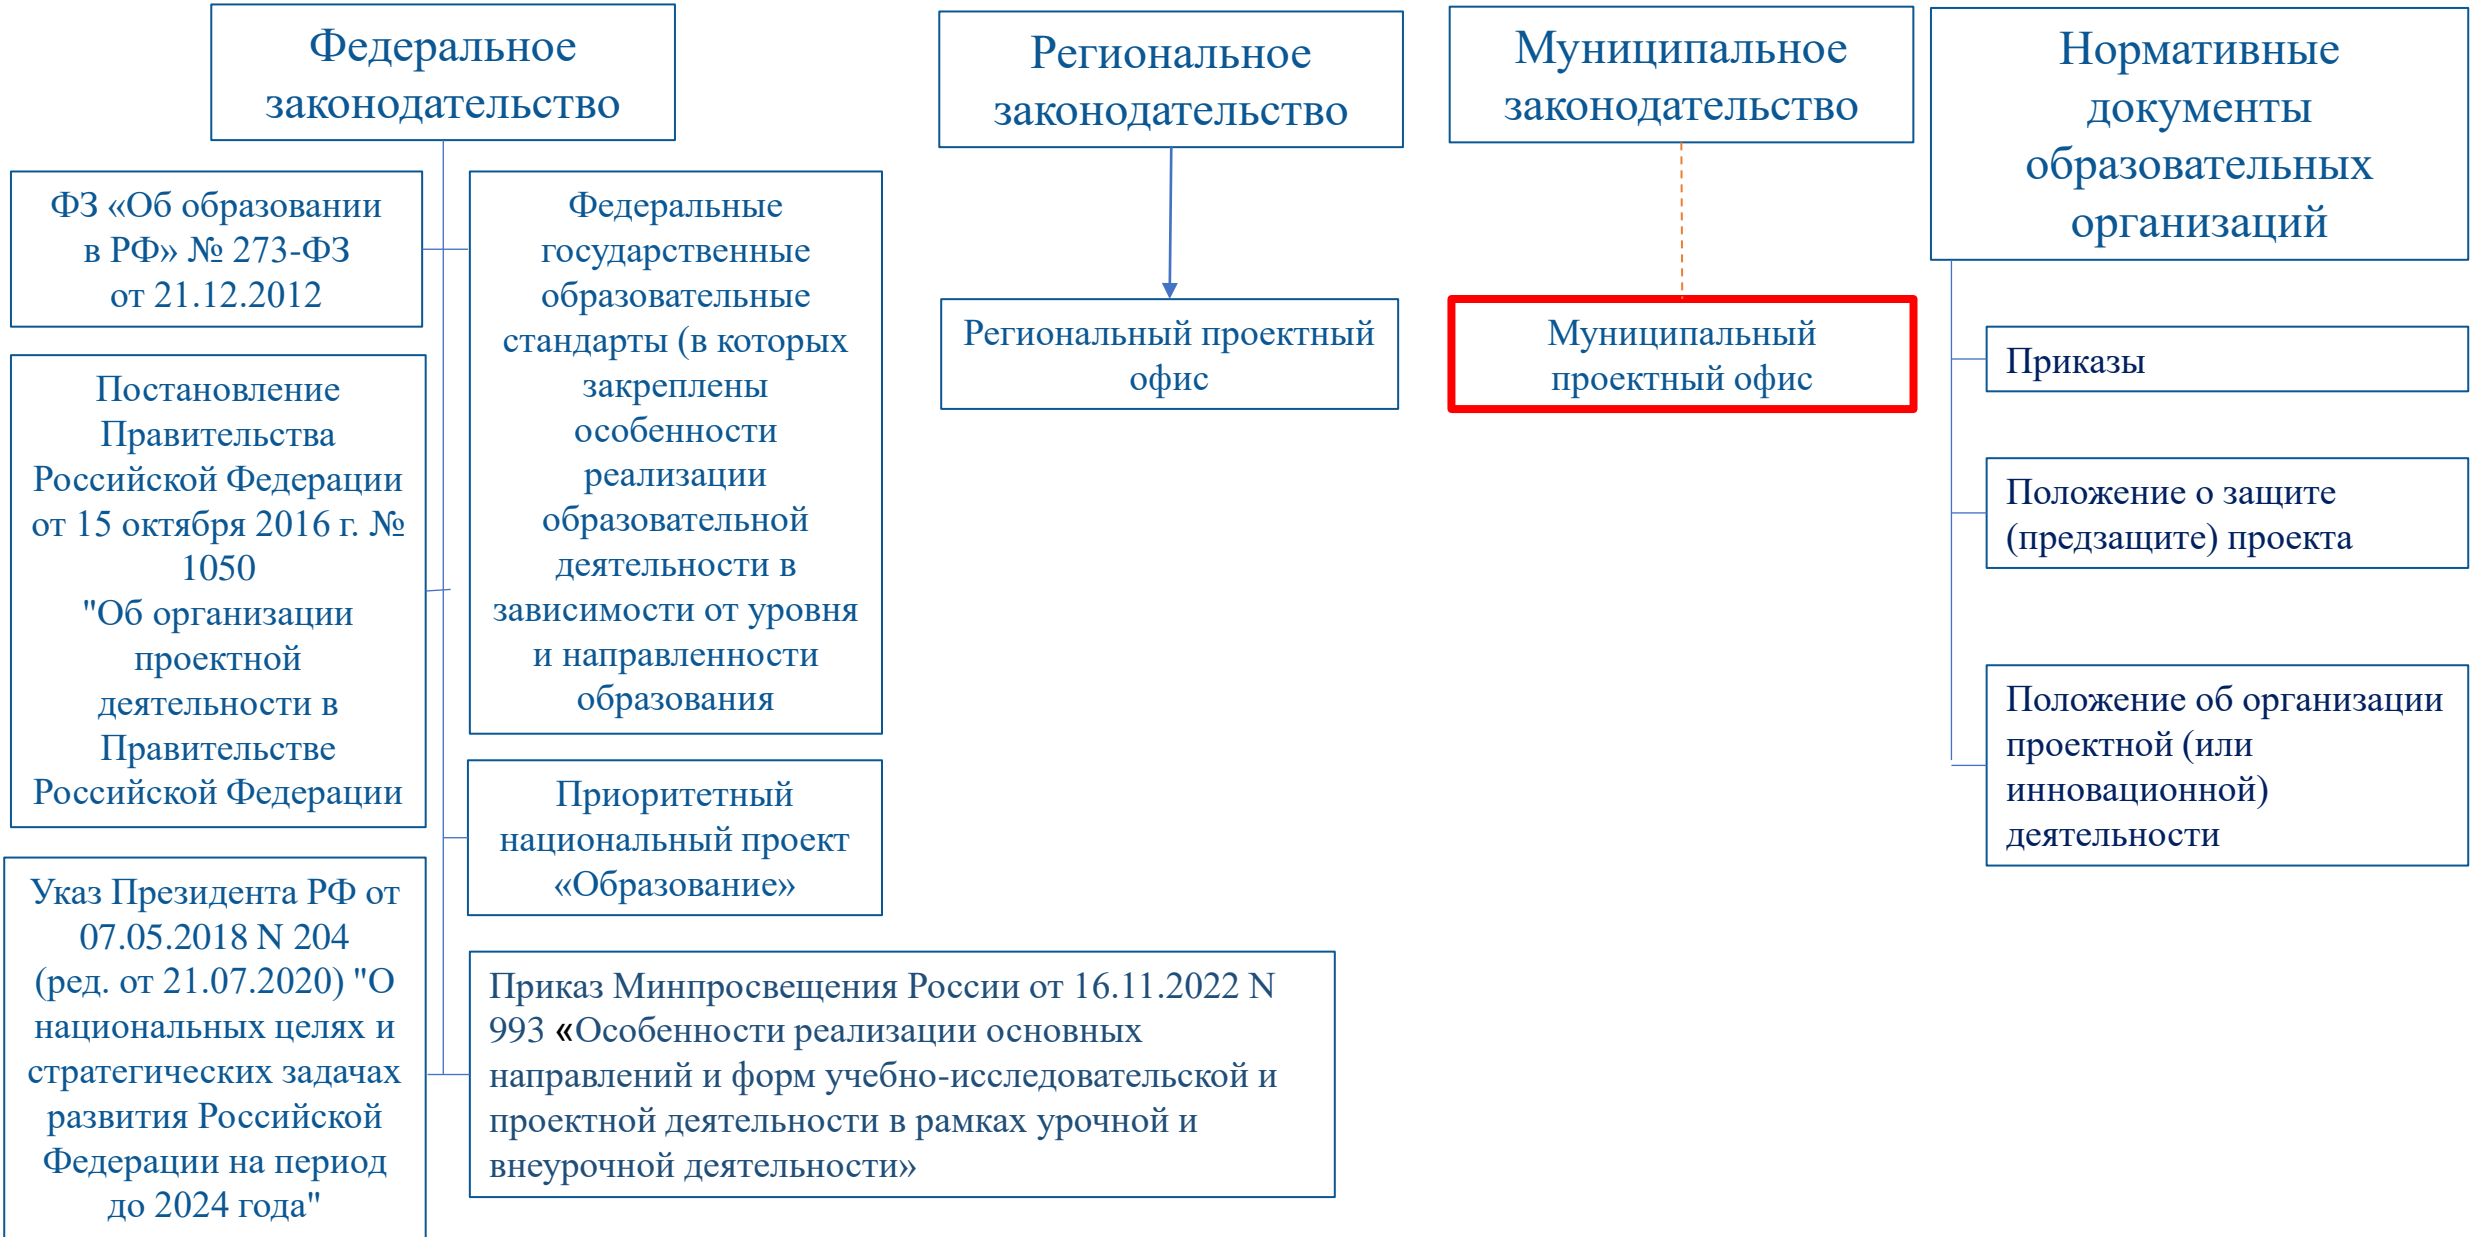 Федеральное
законодательство
ФЗ «Об образовании
в РФ» № 273-ФЗ
от 21.12.2012
Постановление
Правительства
Российской Федерации
от 15 октября 2016 г. №
1050
"Об организации
проектной
деятельности в
Правительстве
Российской Федерации
Указ Президента РФ от
07.05.2018 N 204
(ред. от 21.07.2020) "О
национальных целях и
стратегических задачах
развития Российской
Федерации на период
до 2024 года"
Федеральные
государственные
образовательные
стандарты (в которых
закреплены
особенности
реализации
образовательной
деятельности в
зависимости от уровня
и направленности
образования
Приоритетный
национальный проект
«Образование»
Приказ Минпросвещения России от 16.11.2022 N
993 «Особенности реализации основных
направлений и форм учебно-исследовательской и
проектной деятельности в рамках урочной и
внеурочной деятельности»
Региональное
законодательство
Региональный проектный
офис
Муниципальное
законодательство
Муниципальный
проектный офис
Нормативные
документы
образовательных
организаций
Приказы
Положение о защите
(предзащите) проекта
Положение об организации
проектной (или
инновационной)
деятельности